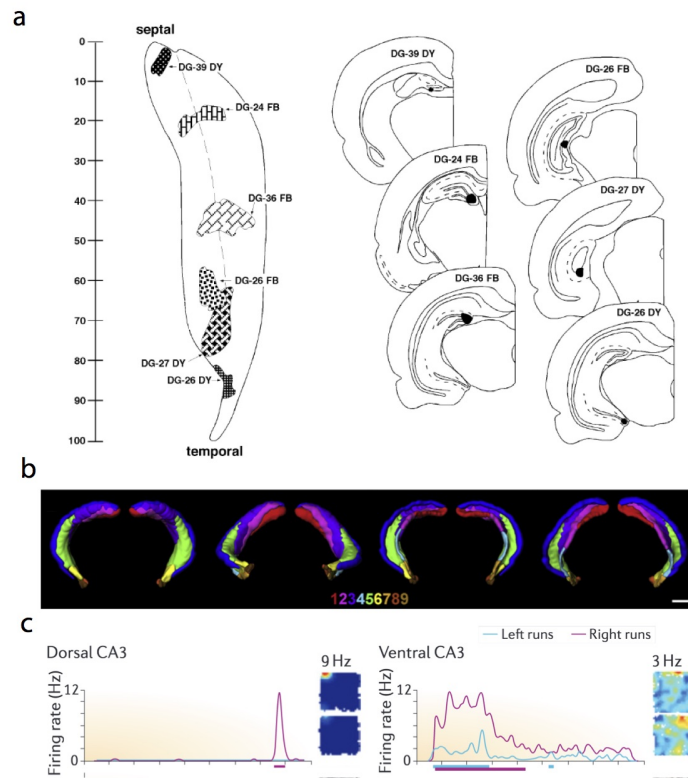 a
septal
0
10
20
30
40
50
60
70
80
90
100
DG-39 DY
DG-24 FB
DG-36 FB
DG-26 FB
DG-27 DY
DG-26 DY
temporal
DG-39 DY
DG-24 FB
DG-36 FB
DG-26 FB
DG-27 DY
DG-26 DY
b
123456789
c
Left runs Right runs
Dorsal CA3
9 Hz
Firing rate (Hz)
12
0
Ventral CA3
3 Hz
Firing rate (Hz)
12
0